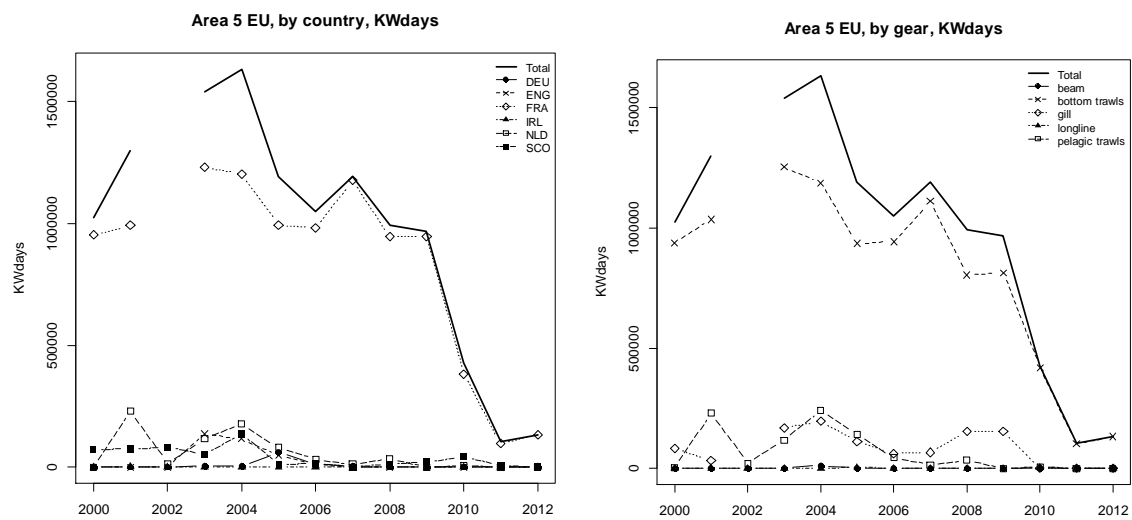 Area 5 EU, by country, KWdays
KWdays
1500000
1000000
500000
0
2000 2002 2004 2006 2008 2010 2012
Total
DEU
ENG
FRA
IRL
NLD
SCO
Area 5 EU, by gear, KWdays
KWdays
1500000
1000000
500000
0
2000 2002 2004 2006 2008 2010 2012
Total
beam
bottom trawls
gill
longline
pelagic trawls